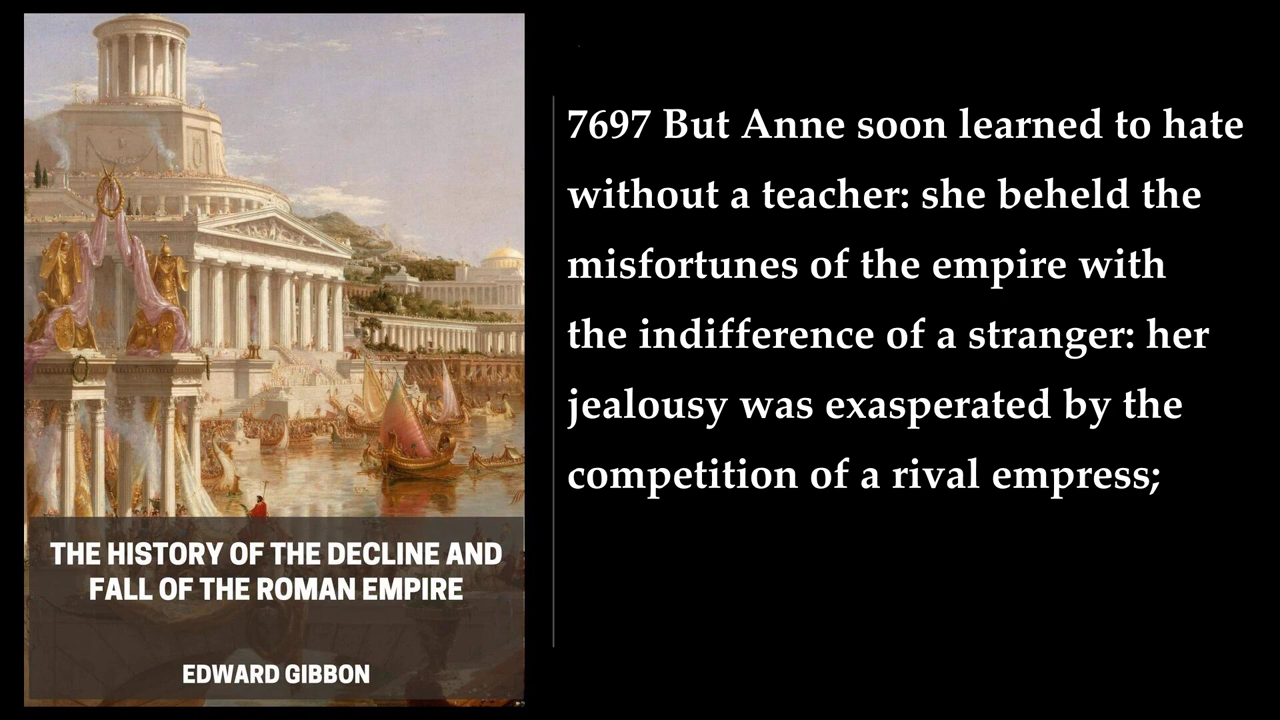 7697 But Anne soon learned to hate
without a teacher: she beheld the
misfortunes of the empire with
the indifference of a stranger: her
jealousy was exasperated by the
competition of a rival empress;
THE HISTORY OF THE DECLINE AND
FALL OF THE ROMAN EMPIRE
EDWARD GIBBON